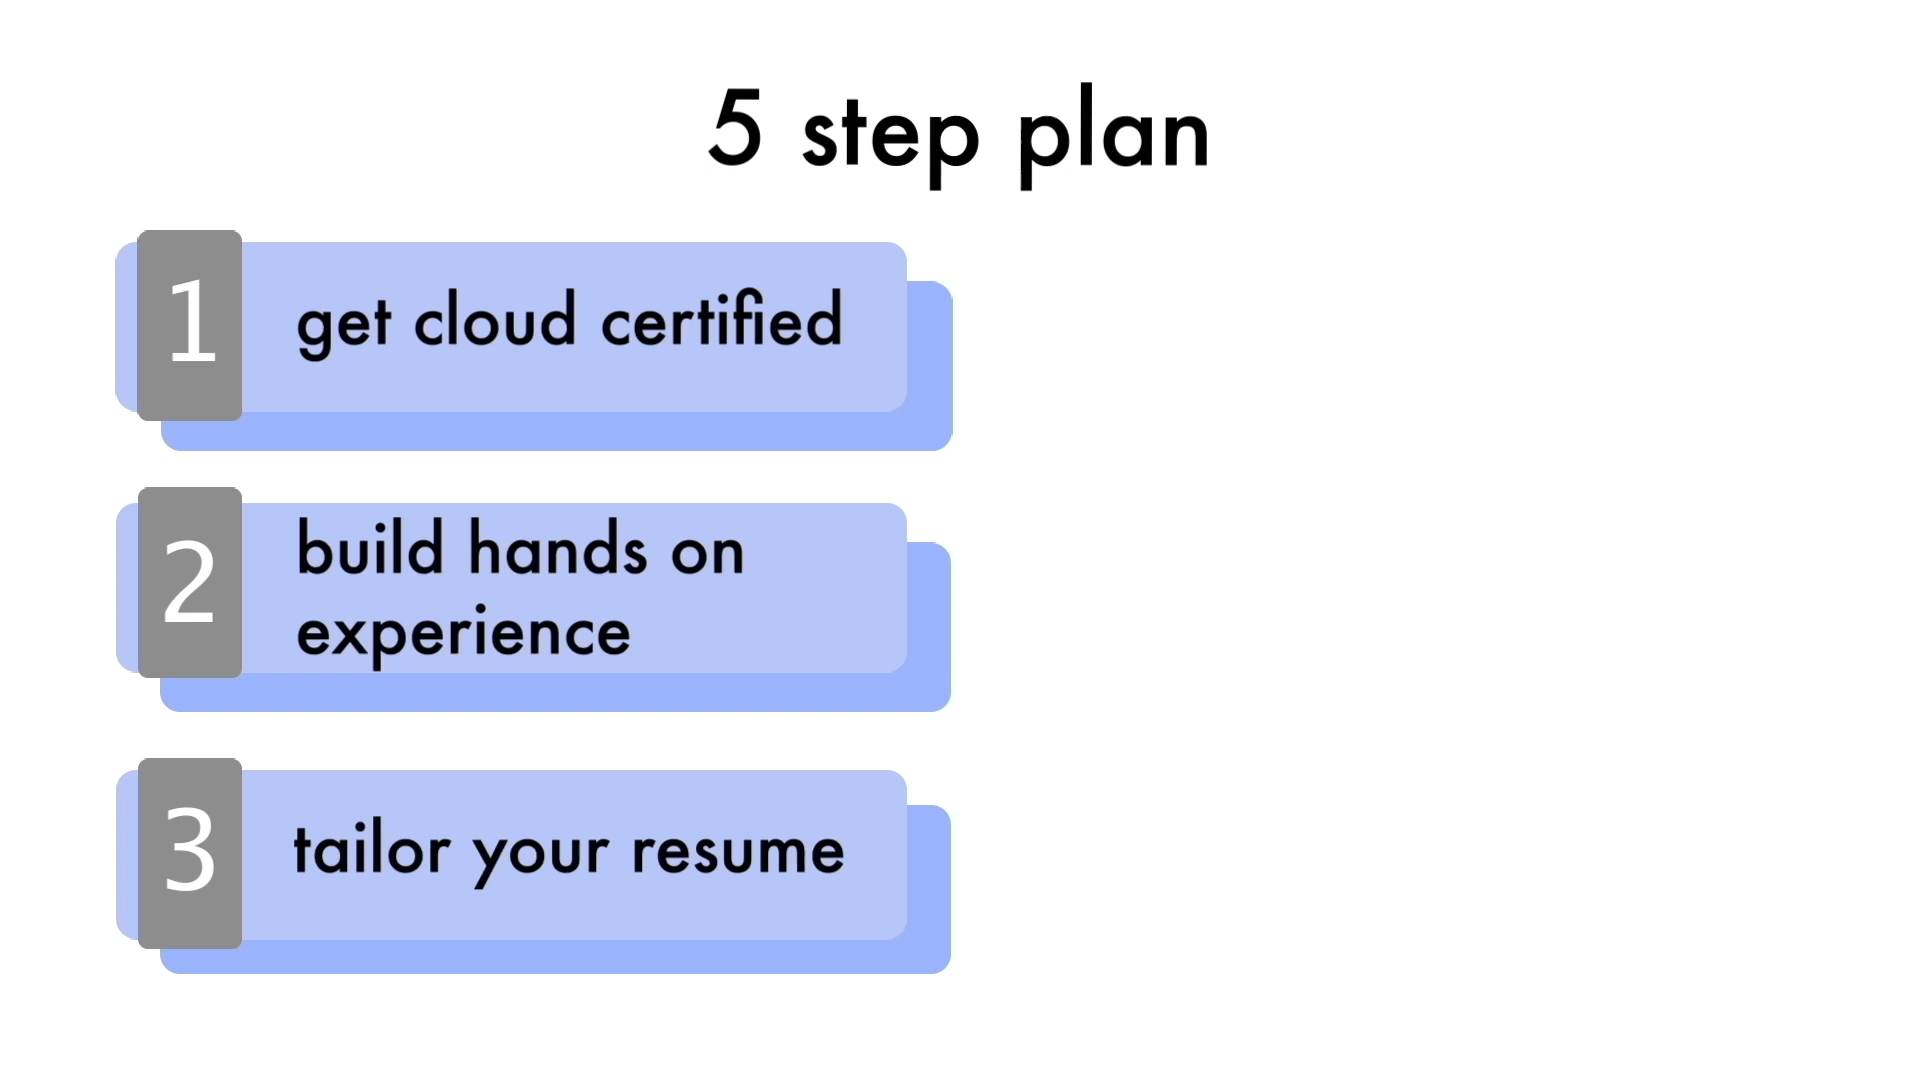 5 step plan
1
get cloud certified
2
build hands on
experience
3
tailor your resume